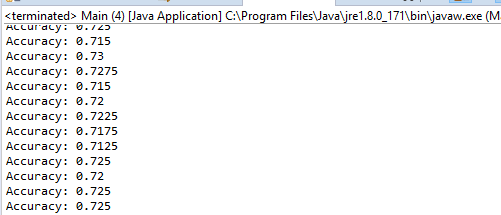 <terminated> Main (4) [Java Application] C:\Program Files\Java\jre1.8.0_171\bin\javaw.exe (Ma
Accuracy: 0.725
Accuracy: 0.715
Accuracy: 0.73
Accuracy: 0.7275
Accuracy: 0.715
Accuracy: 0.72
Accuracy: 0.7225
Accuracy: 0.7175
Accuracy: 0.7125
Accuracy: 0.725
Accuracy: 0.72
Accuracy: 0.725
Accuracy: 0.725